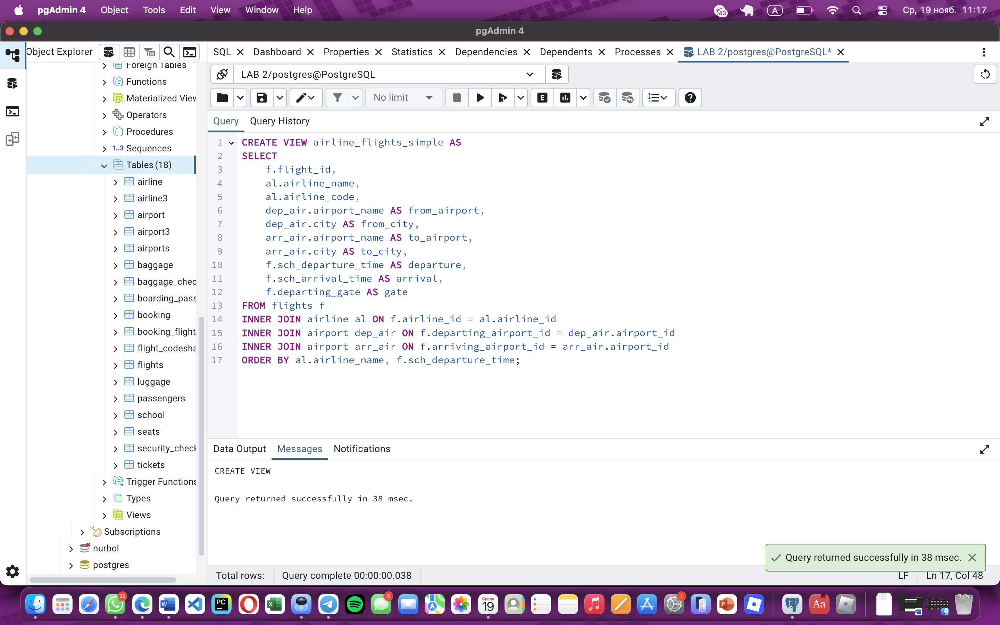 pgAdmin 4 Object Tools Edit View Window Help 43 A Ср, 19 нояб. 11:17
pgAdmin 4
Object Explorer
SQL Dashboard Properties Statistics Dependencies Dependents Processes LAB 2/postgres@PostgreSQL*
LAB 2/postgres@PostgreSQL
No limit E
Query Query History
Foreign Tables
Functions
Materialized View
Operators
Procedures
1..3 Sequences
Tables (18)
airline
airline3
airport
airport3
airports
baggage
baggage_chec
boarding_pass
booking
booking_flight
flight_codesha
flights
luggage
passengers
school
seats
security_check
tickets
Trigger Functions
Types
Views
Subscriptions
nurbol
postgres
1 CREATE VIEW airline_flights_simple AS
2 SELECT
3 f.flight_id,
4 al.airline_name,
5 al.airline_code,
6 dep_air.airport_name AS from_airport,
7 dep_air.city AS from_city,
8 arr_air.airport_name AS to_airport,
9 arr_air.city AS to_city,
10 f.sch_departure_time AS departure,
11 f.sch_arrival_time AS arrival,
12 f.departing_gate AS gate
13 FROM flights f
14 INNER JOIN airline al ON f.airline_id = al.airline_id
15 INNER JOIN airport dep_air ON f.departing_airport_id = dep_air.airport_id
16 INNER JOIN airport arr_air ON f.arriving_airport_id = arr_air.airport_id
17 ORDER BY al.airline_name, f.sch_departure_time;
Data Output Messages Notifications
CREATE VIEW
Query returned successfully in 38 msec.
Query returned successfully in 38 msec.
Total rows: Query complete 00:00:00.038 LF Ln 17, Col 48
22 W PC X 5 Среда 19 1 P Aa